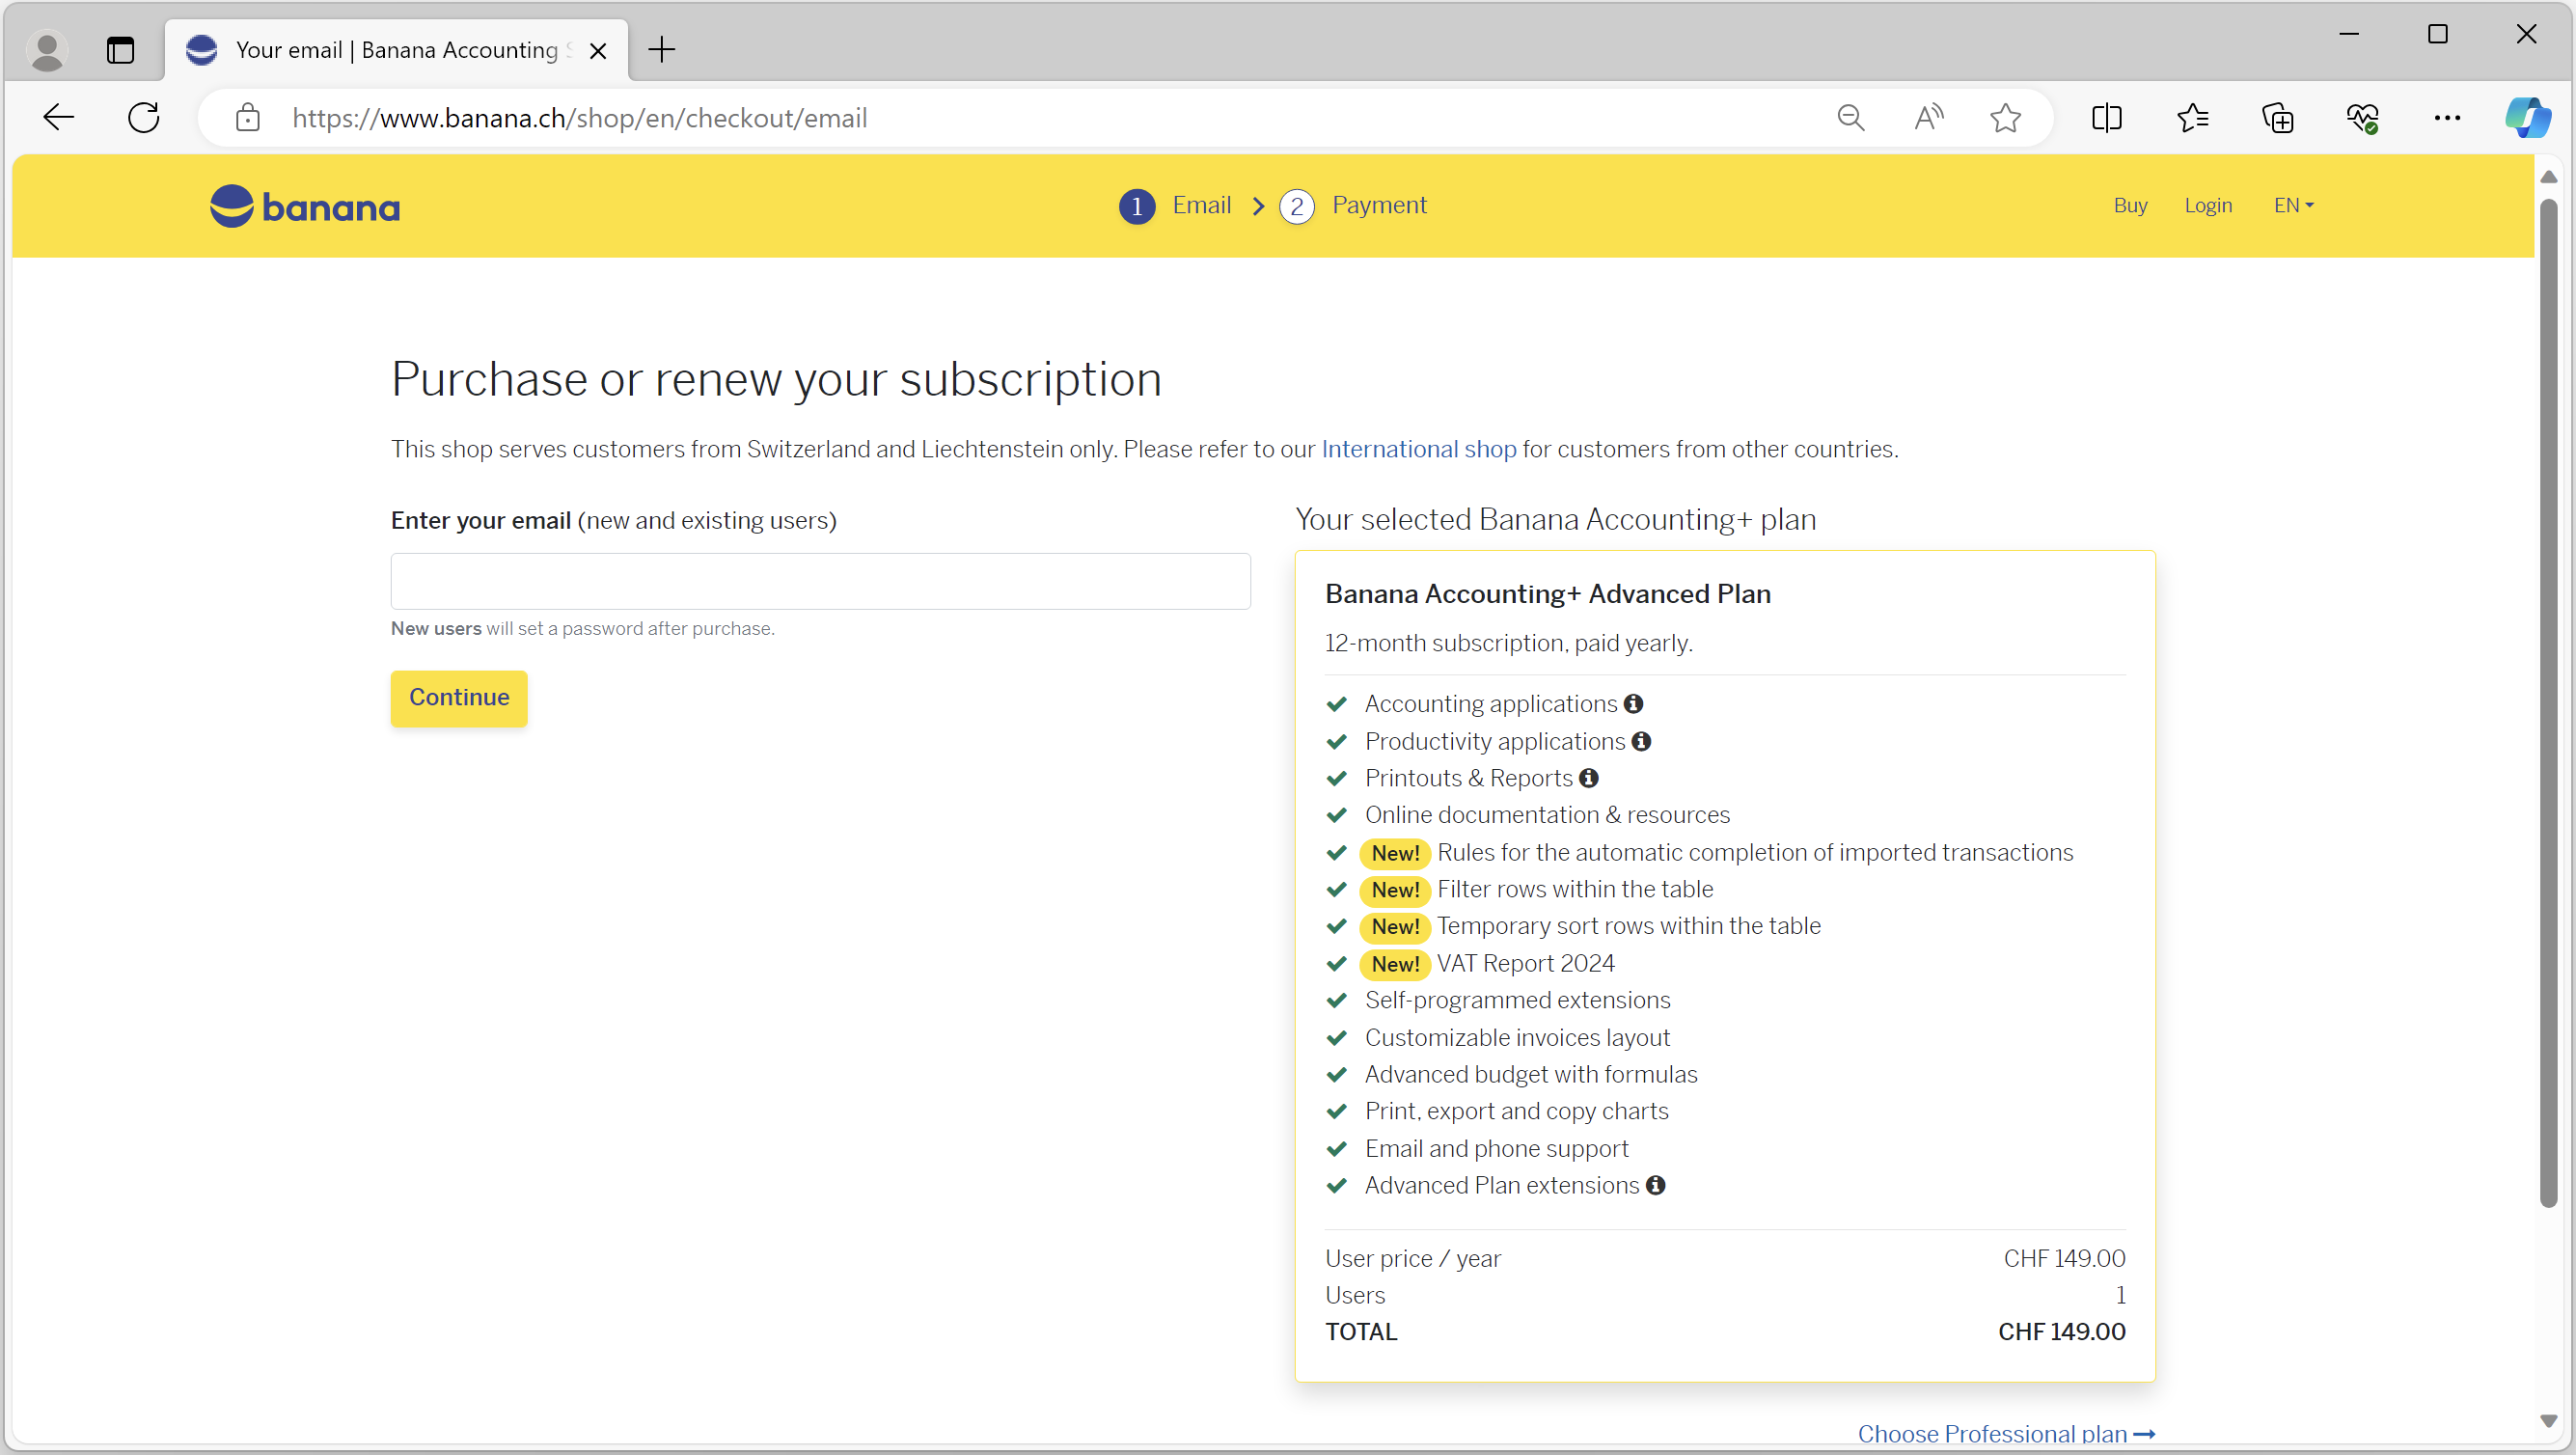 Your email | Banana Accounting
https://www.banana.ch/shop/en/checkout/email
banana
1 Email 2 Payment
Buy Login EN
Purchase or renew your subscription
This shop serves customers from Switzerland and Liechtenstein only. Please refer to our International shop for customers from other countries.
Enter your email (new and existing users)
New users will set a password after purchase.
Continue
Your selected Banana Accounting+ plan
Banana Accounting+ Advanced Plan
12-month subscription, paid yearly.
Accounting applications
Productivity applications
Printouts & Reports
Online documentation & resources
New! Rules for the automatic completion of imported transactions
New! Filter rows within the table
New! Temporary sort rows within the table
New! VAT Report 2024
Self-programmed extensions
Customizable invoices layout
Advanced budget with formulas
Print, export and copy charts
Email and phone support
Advanced Plan extensions
User price / year CHF 149.00
Users 1
TOTAL CHF 149.00
Choose Professional plan →